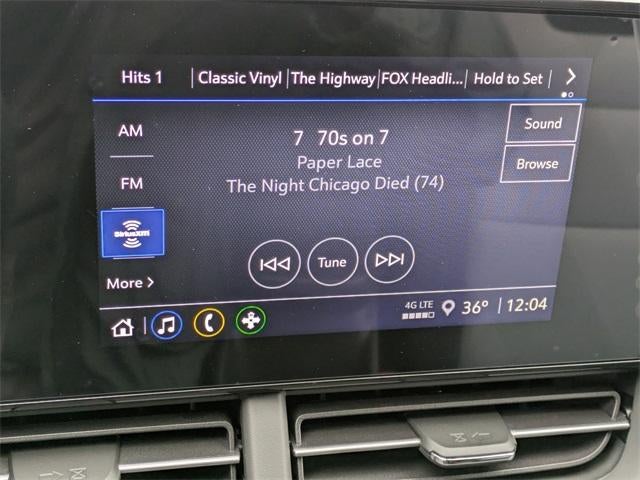 Hits 1 | Classic Vinyl | The Highway | FOX Headli... | Hold to Set |
AM
FM
SiriusXM
More
7 70s on 7
Paper Lace
The Night Chicago Died (74)
Tune
Sound
Browse
4G LTE
36° | 12:04